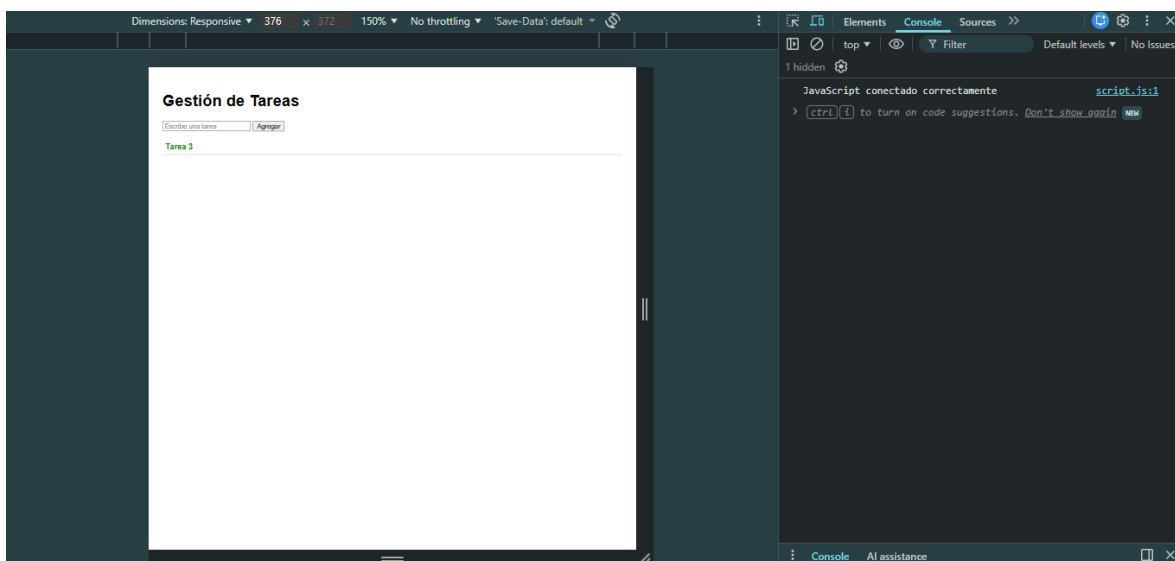 Dimensions: Responsive ▼ 376 x 372 150% ▼ No throttling ▼ 'Save-Data': default ▼
Elements Console Sources >>
top ▼ Filter Default levels ▼ No Issues
1 hidden
JavaScript conectado correctamente script.js:1
> ctrl i to turn on code suggestions. Don't show again NEW
Gestión de Tareas
Escribe una tarea Agregar
Tarea 3
Console AI assistance